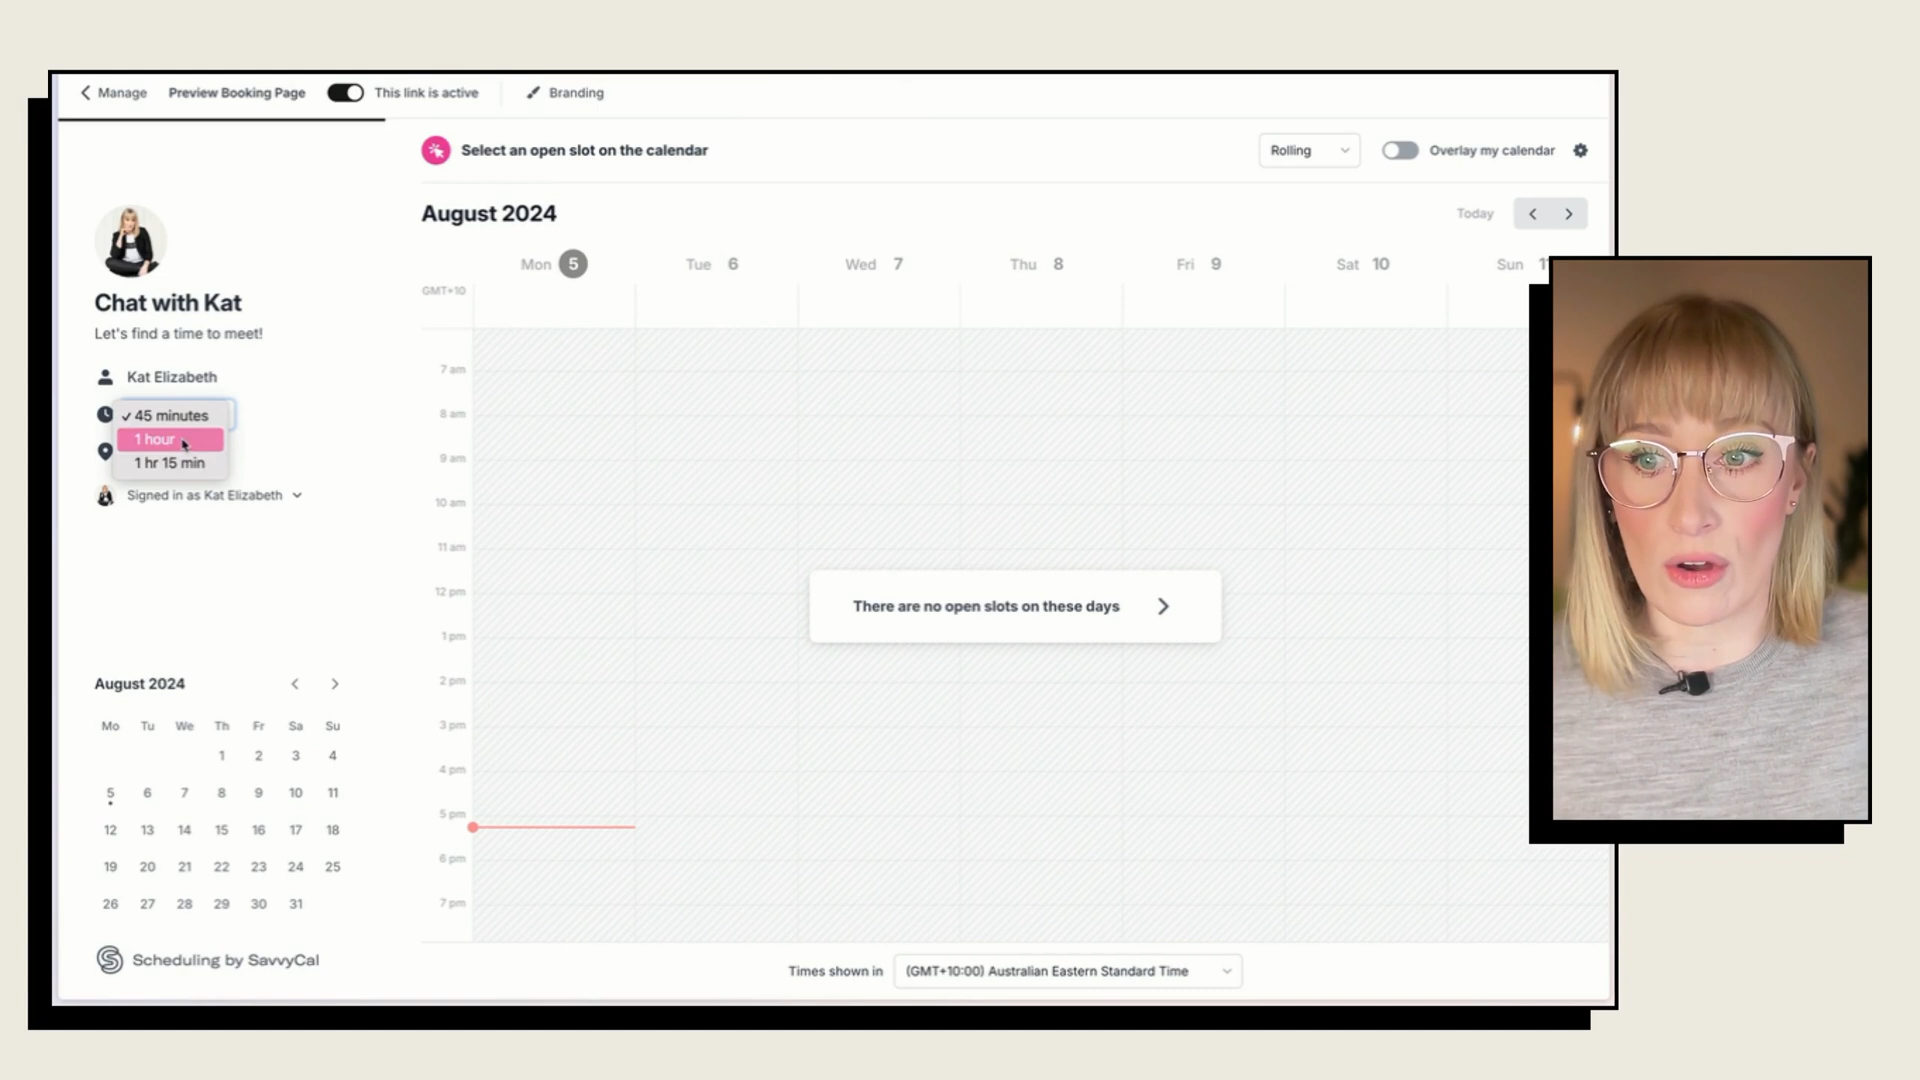 Manage Preview Booking Page This link is active Branding
Select an open slot on the calendar Rolling Overlay my calendar
August 2024 Today
Mon 5 Tue 6 Wed 7 Thu 8 Fri 9 Sat 10 Sun
GMT+10
Chat with Kat
Let's find a time to meet!
Kat Elizabeth
✓ 45 minutes
1 hour
1 hr 15 min
Signed in as Kat Elizabeth
7 am
8 am
9 am
10 am
11 am
12 pm
1 pm
2 pm
3 pm
4 pm
5 pm
6 pm
7 pm
There are no open slots on these days
August 2024
Mo Tu We Th Fr Sa Su
1 2 3 4
5 6 7 8 9 10 11
12 13 14 15 16 17 18
19 20 21 22 23 24 25
26 27 28 29 30 31
Scheduling by SavvyCal
Times shown in (GMT+10:00) Australian Eastern Standard Time